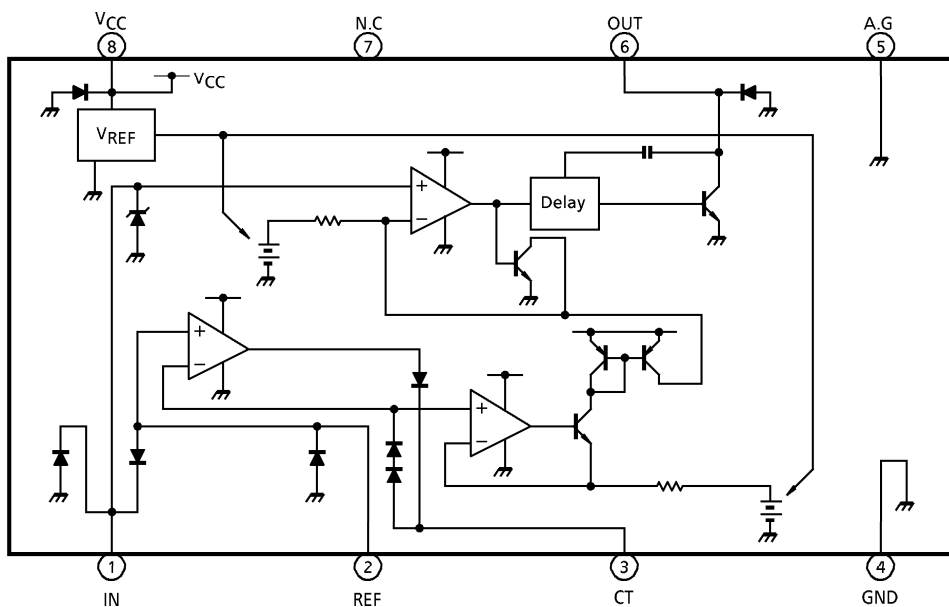 VCC N.C OUT A.G
8 7 6 5
VCC
VREF
+
−
Delay
+
−
+
−
1 2 3 4
IN REF CT GND